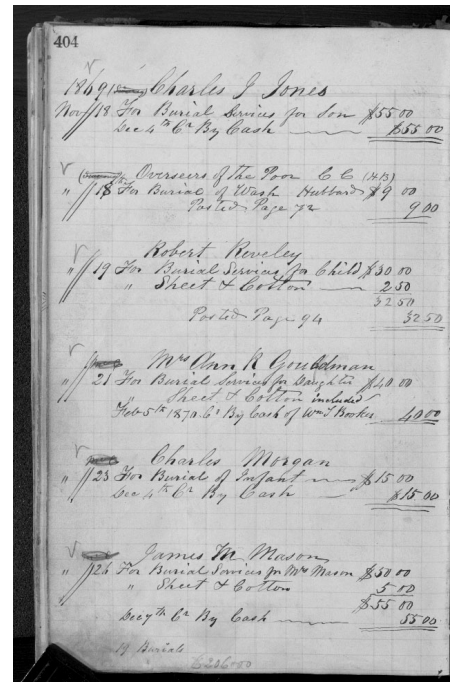 404
1869 Charles J Jones
Nov 18 For Burial Services for Son $55 00
Dec 4th Cr By Cash $55 00
Overseers of the Poor C C (H.B)
" 18 For Burial of Wash Hubbard $9 00
Posted Page 72 9 00
Robert Reveley
" 19 For Burial Services for Child $30 00
" Sheet & Cotton 2 50
32 50
Posted Page 94 32 50
Mrs Ann R Gouldman
" 21 For Burial Services for Daughter $40 00
" Sheet & Cotton included
Feb 5th 1870. Cr By Cash of Wm T Booker 40 00
Charles Morgan
" 23 For Burial of Infant $15 00
Dec 4th Cr By Cash $15 00
James M Mason
" 24 For Burial Services for Mrs Mason $50 00
" Sheet & Cotton 5 00
$55 00
Dec 7th Cr By Cash 55 00
19 Burials